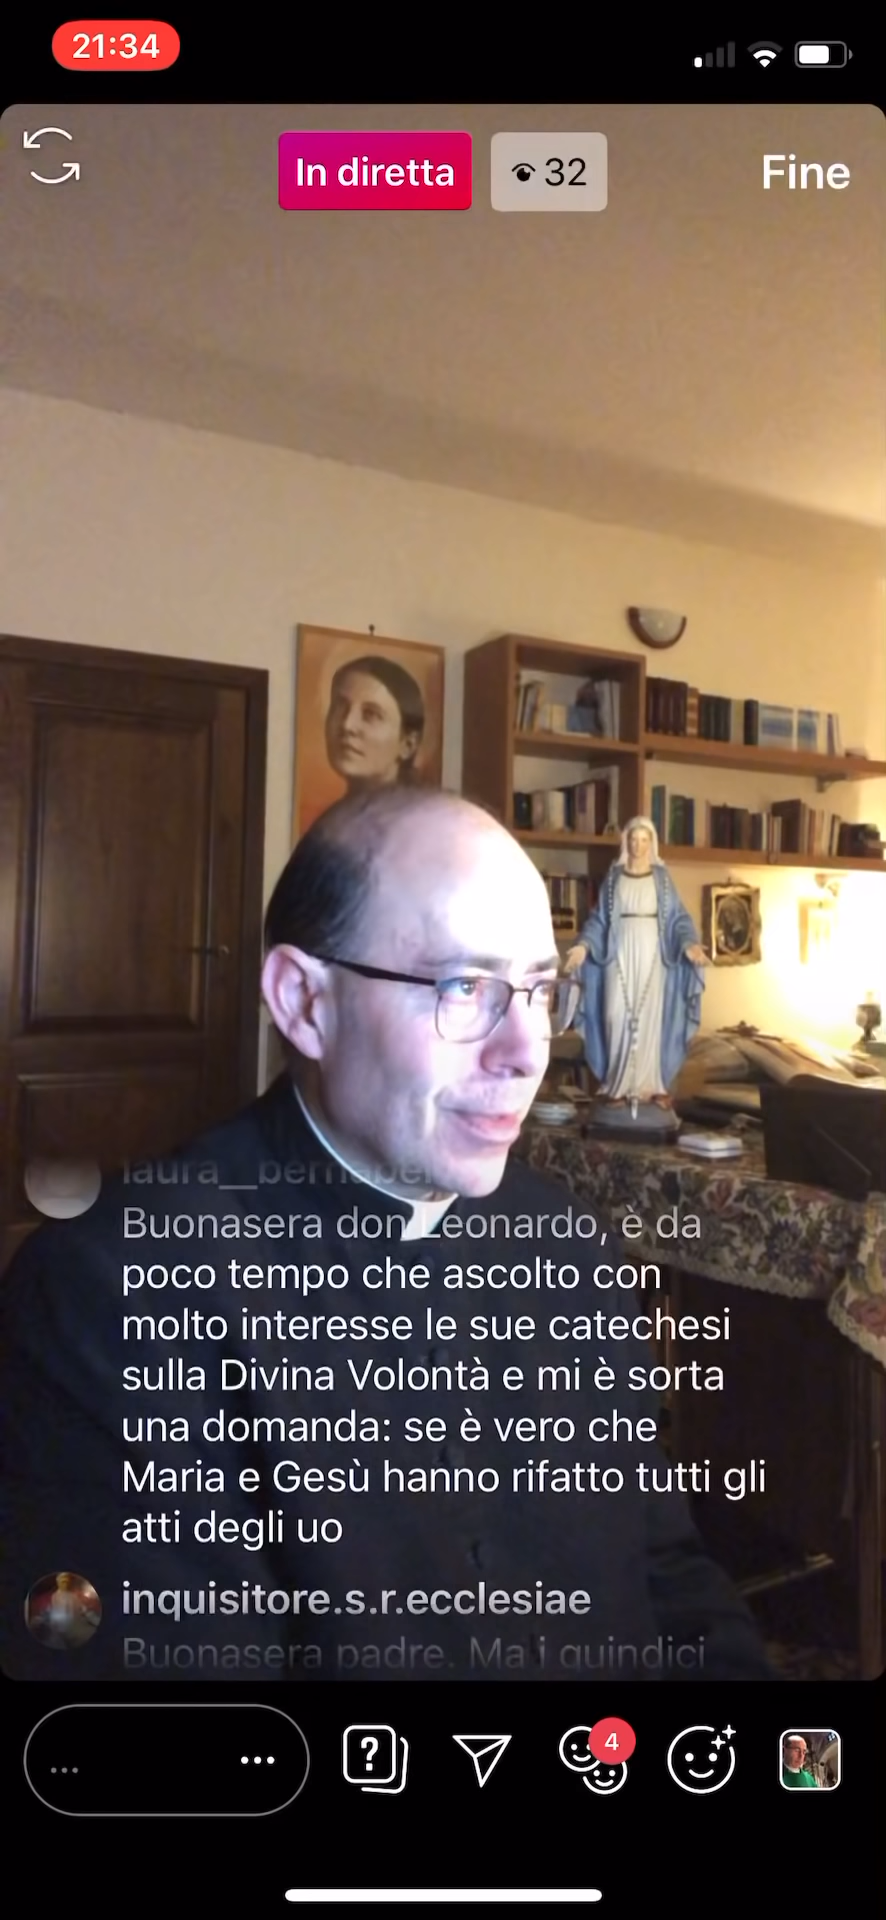 21:34
In diretta
32
Fine
Buonasera don Leonardo, è da
poco tempo che ascolto con
molto interesse le sue catechesi
sulla Divina Volontà e mi è sorta
una domanda: se è vero che
Maria e Gesù hanno rifatto tutti gli
atti degli uo
inquisitore.s.r.ecclesiae
Buonasera padre. Ma i quindici
...
4